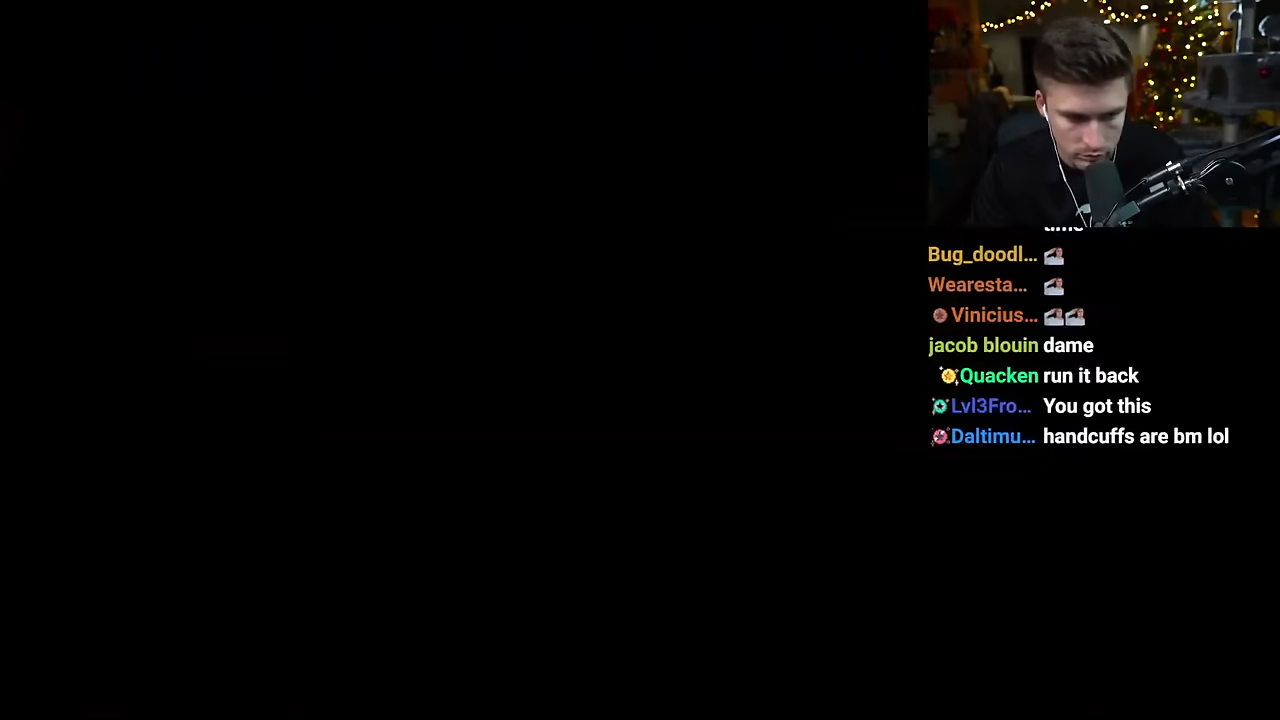 Bug_doodl...
Wearesta...
Vinicius...
jacob blouin dame
Quacken run it back
Lvl3Fro... You got this
Daltimu... handcuffs are bm lol